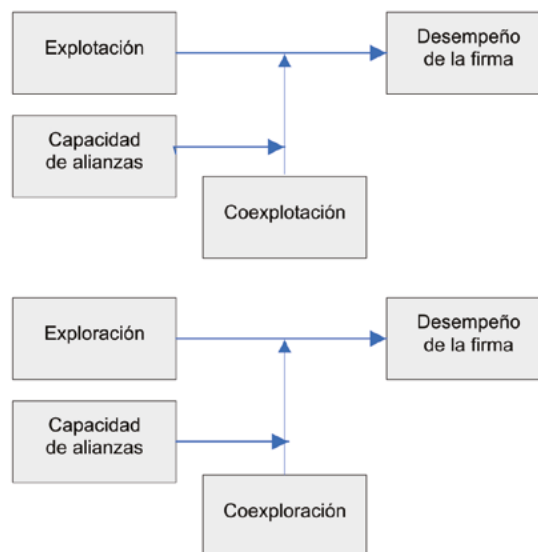 Explotación
Desempeño
de la firma
Capacidad
de alianzas
Coexplotación
Exploración
Desempeño
de la firma
Capacidad
de alianzas
Coexploración